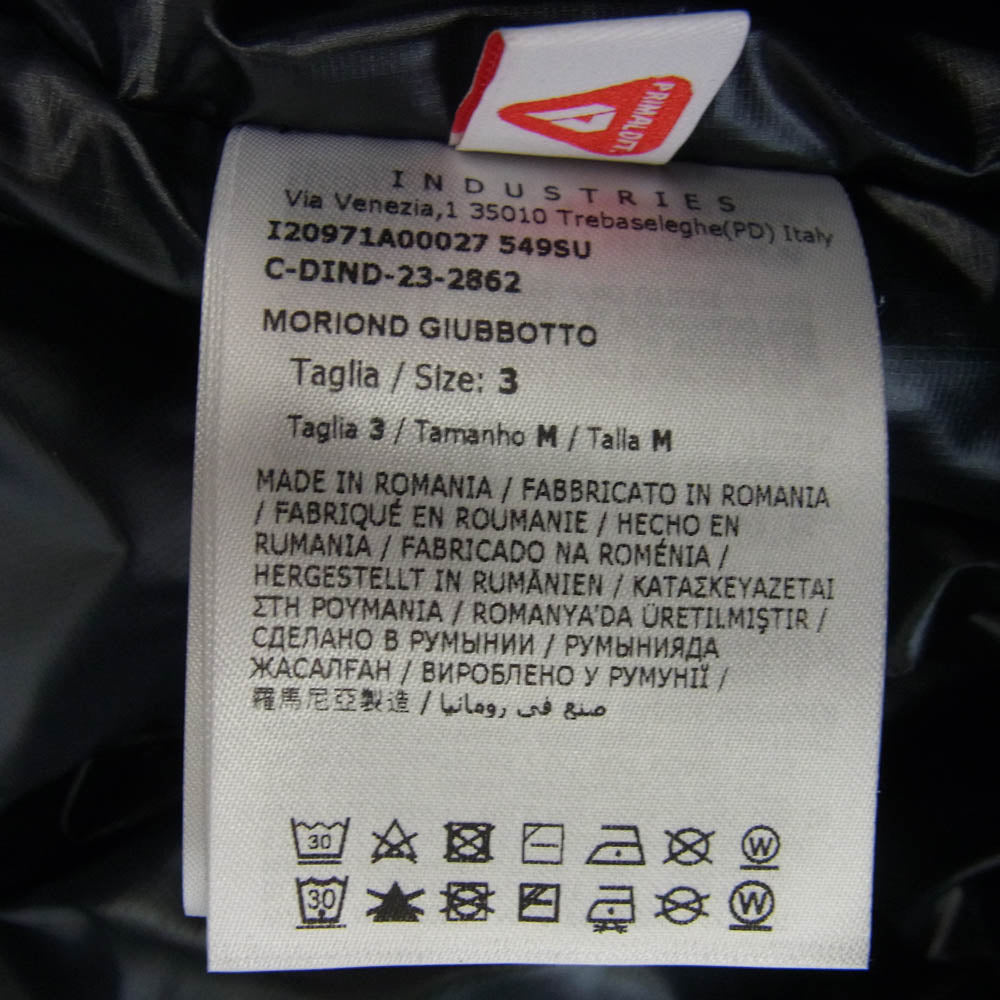 PRIMALOFT
INDUSTRIES
Via Venezia,1 35010 Trebaseleghe(PD) Italy
I20971A00027 549SU
C-DIND-23-2862
MORIOND GIUBBOTTO
Taglia / Size: 3
Taglia 3 / Tamanho M / Talla M
MADE IN ROMANIA / FABBRICATO IN ROMANIA
/ FABRIQUÉ EN ROUMANIE / HECHO EN
RUMANIA / FABRICADO NA ROMÉNIA /
HERGESTELLT IN RUMÄNIEN / ΚΑΤΑΣΚΕΥΑΖΕΤΑΙ
ΣΤΗ ΡΟΥΜΑΝΙΑ / ROMANYA'DA ÜRETILMIŞTIR /
СДЕЛАНО В РУМЫНИИ / РУМЫНИЯДА
ЖАСАЛҒАН / ВИРОБЛЕНО У РУМУНІЇ /
羅馬尼亞製造 / صنع في رومانيا
30 W
30 W